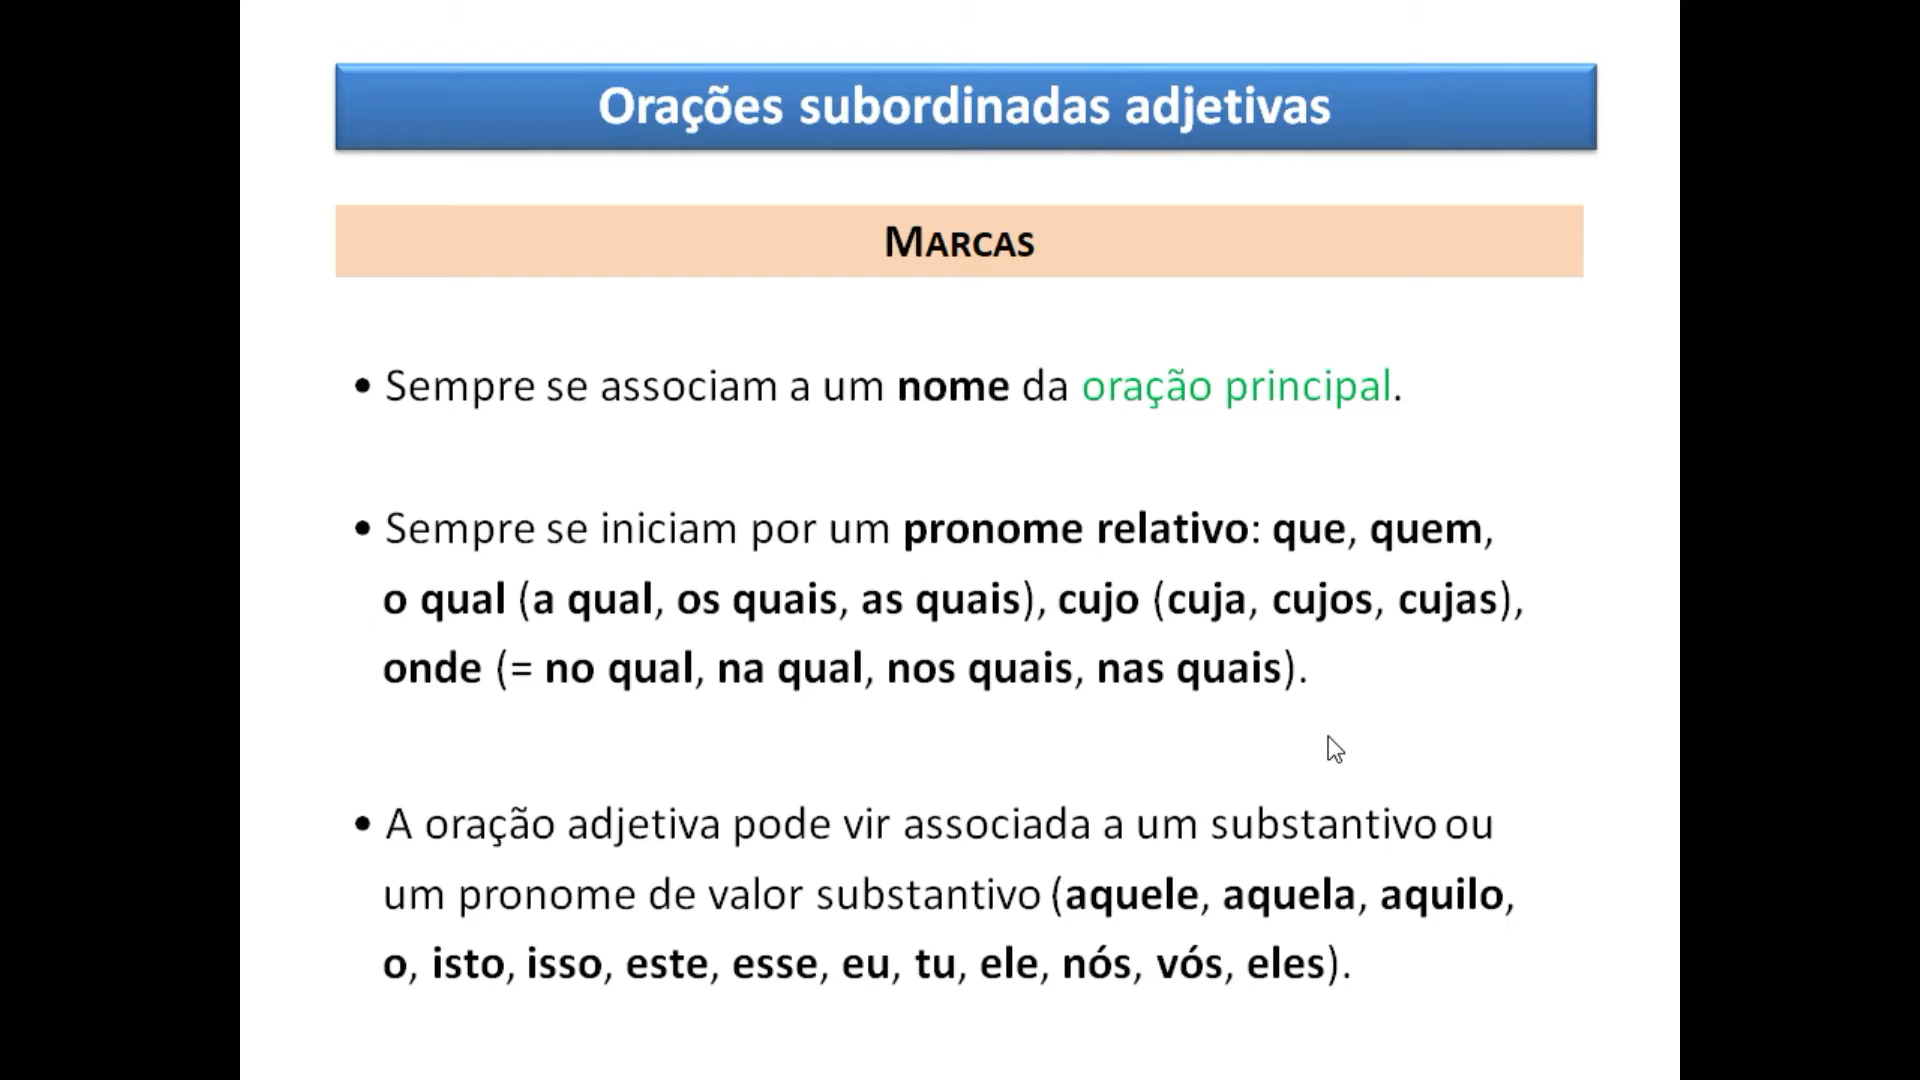 Orações subordinadas adjetivas
MARCAS
• Sempre se associam a um nome da oração principal.
• Sempre se iniciam por um pronome relativo: que, quem,
o qual (a qual, os quais, as quais), cujo (cuja, cujos, cujas),
onde (= no qual, na qual, nos quais, nas quais).
• A oração adjetiva pode vir associada a um substantivo ou
um pronome de valor substantivo (aquele, aquela, aquilo,
o, isto, isso, este, esse, eu, tu, ele, nós, vós, eles).